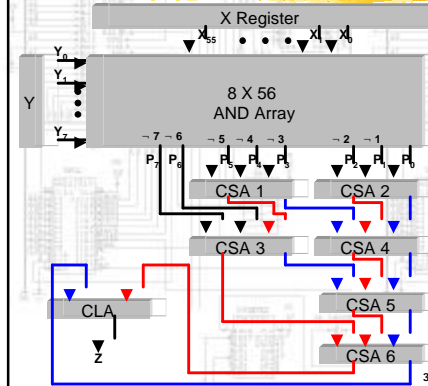 X Register
X55 • • • X1 X0
Y0
Y1
Y
Y7
8 X 56
AND Array
¬ 7 ¬ 6 ¬ 5 ¬ 4 ¬ 3 ¬ 2 ¬ 1
P7 P6 P5 P4 P3 P2 P1 P0
CSA 1 CSA 2
CSA 3 CSA 4
CLA CSA 5
Z
CSA 6
3